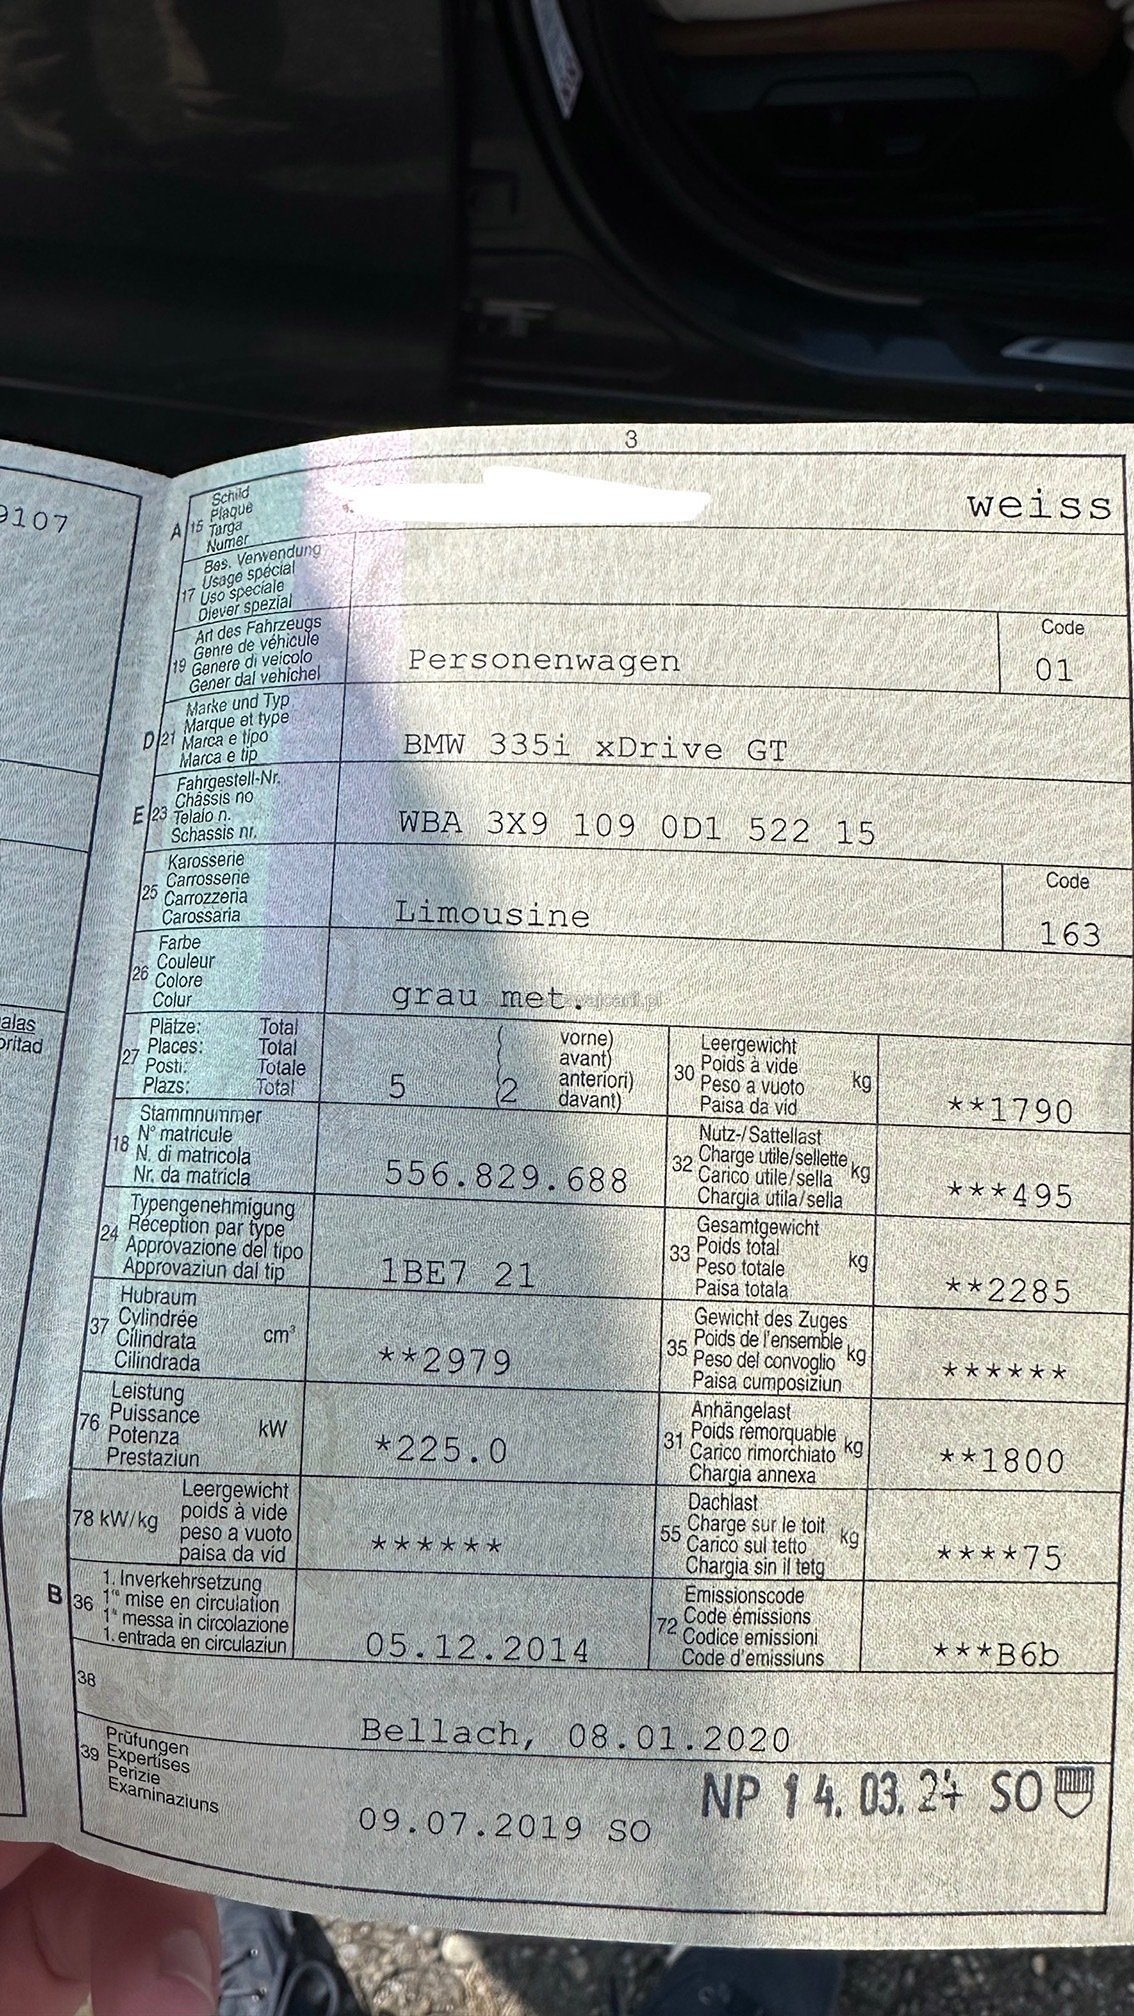 3
9107
alas
oritad
A 15 Schild
Plaque
Targa
Numer
weiss
17 Bes. Verwendung
Usage spécial
Uso speciale
Diever spezial
19 Art des Fahrzeugs
Genre de véhicule
Genere di veicolo
Gener dal vehichel
Personenwagen
Code
01
D 21 Marke und Typ
Marque et type
Marca e tipo
Marca e tip
BMW 335i xDrive GT
E 23 Fahrgestell-Nr.
Châssis no
Telaio n.
Schassis nr.
WBA 3X9 109 0D1 522 15
25 Karosserie
Carrosserie
Carrozzeria
Carossaria
Limousine
Code
163
26 Farbe
Couleur
Colore
Colur
grau met.
27 Plätze: Total
Places: Total
Posti: Totale
Plazs: Total
5 (2 vorne)
avant)
anteriori)
davant)
30 Leergewicht
Poids à vide
Peso a vuoto
Paisa da vid
kg
**1790
18 Stammnummer
N° matricule
N. di matricola
Nr. da matricla
556.829.688
32 Nutz-/Sattellast
Charge utile/sellette
Carico utile/sella
Chargia utila/sella
kg
***495
24 Typengenehmigung
Réception par type
Approvazione del tipo
Approvaziun dal tip
1BE7 21
33 Gesamtgewicht
Poids total
Peso totale
Paisa totala
kg
**2285
37 Hubraum
Cylindrée
Cilindrata
Cilindrada
cm³
**2979
35 Gewicht des Zuges
Poids de l'ensemble
Peso del convoglio
Paisa cumposiziun
kg
******
76 Leistung
Puissance
Potenza
Prestaziun
kW
*225.0
31 Anhängelast
Poids remorquable
Carico rimorchiato
Chargia annexa
kg
**1800
78 kW/kg Leergewicht
poids à vide
peso a vuoto
paisa da vid
******
55 Dachlast
Charge sur le toit
Carico sul tetto
Chargia sin il tetg
kg
****75
B 36 1. Inverkehrsetzung
1re mise en circulation
1a messa in circolazione
1. entrada en circulaziun
05.12.2014
72 Emissionscode
Code émissions
Codice emissioni
Code d'emissiuns
***B6b
38
Bellach, 08.01.2020
39 Prüfungen
Expertises
Perizie
Examinaziuns
NP 14.03.24 SO
09.07.2019 SO